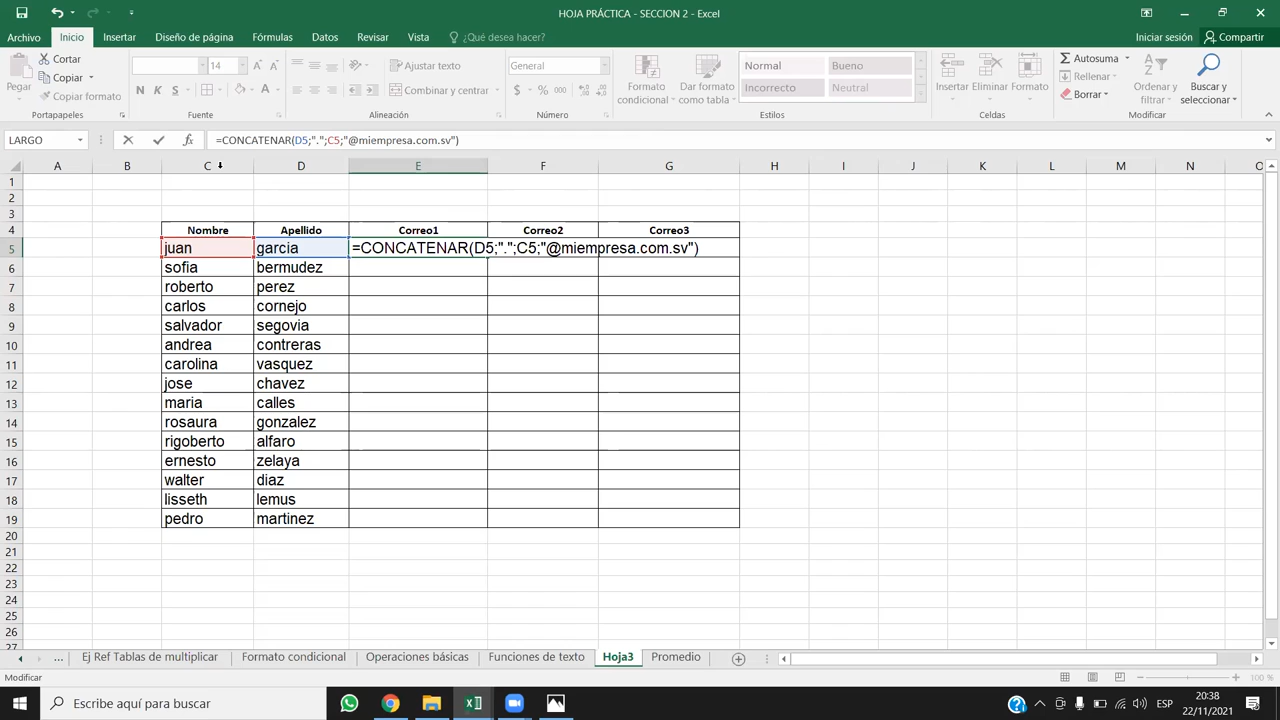 HOJA PRÁCTICA - SECCION 2 - Excel
Archivo Inicio Insertar Diseño de página Fórmulas Datos Revisar Vista ¿Qué desea hacer? Iniciar sesión Compartir
Pegar
Cortar
Copiar
Copiar formato
Portapapeles
14
N K S
Fuente
Ajustar texto
Combinar y centrar
Alineación
General
$ % 000
Número
Formato condicional
Dar formato como tabla
Normal Bueno
Incorrecto Neutral
Estilos
Insertar Eliminar Formato
Celdas
Autosuma
Rellenar
Borrar
Ordenar y filtrar
Buscar y seleccionar
Modificar
LARGO fx =CONCATENAR(D5;".";C5;"@miempresa.com.sv")
A B C D E F G H I J K L M N O
1
2
3
4 Nombre Apellido Correo1 Correo2 Correo3
5 juan garcia =CONCATENAR(D5;".";C5;"@miempresa.com.sv")
6 sofia bermudez
7 roberto perez
8 carlos cornejo
9 salvador segovia
10 andrea contreras
11 carolina vasquez
12 jose chavez
13 maria calles
14 rosaura gonzalez
15 rigoberto alfaro
16 ernesto zelaya
17 walter diaz
18 lisseth lemus
19 pedro martinez
20
21
22
23
24
25
26
27
... Ej Ref Tablas de multiplicar Formato condicional Operaciones básicas Funciones de texto Hoja3 Promedio
Modificar 100 %
Escribe aquí para buscar ESP 20:38
22/11/2021